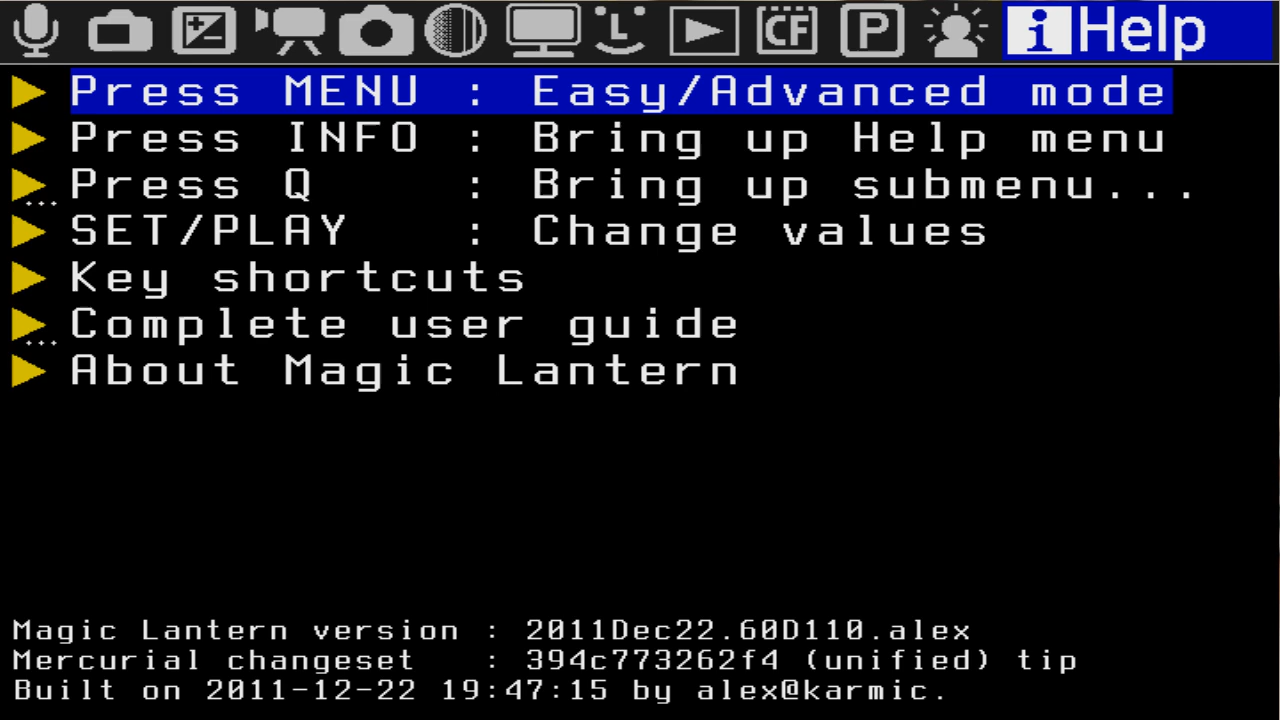 L CF P i Help
Press MENU : Easy/Advanced mode
Press INFO : Bring up Help menu
Press Q : Bring up submenu...
SET/PLAY : Change values
Key shortcuts
Complete user guide
About Magic Lantern
Magic Lantern version : 2011Dec22.60D110.alex
Mercurial changeset : 394c773262f4 (unified) tip
Built on 2011-12-22 19:47:15 by alex@karmic.